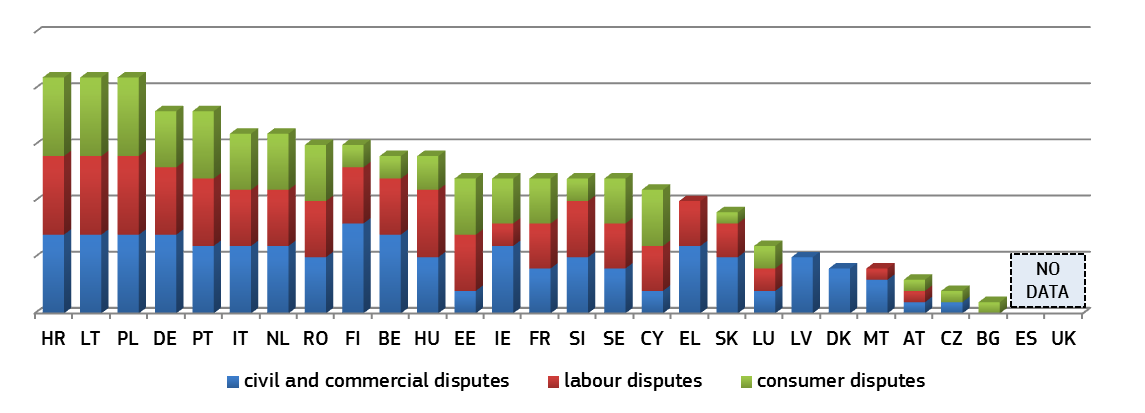 NO
DATA
HR LT PL DE PT IT NL RO FI BE HU EE IE FR SI SE CY EL SK LU LV DK MT AT CZ BG ES UK
civil and commercial disputes labour disputes consumer disputes